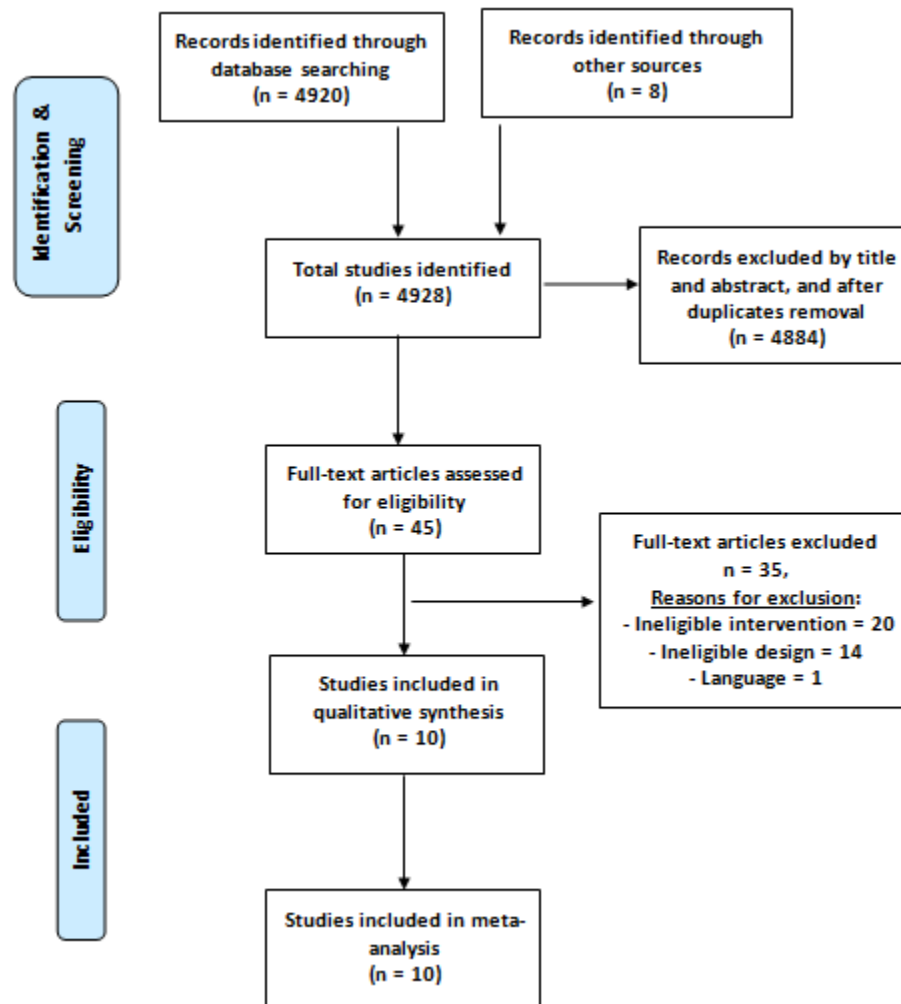 Records identified through
database searching
(n = 4920)
Records identified through
other sources
(n = 8)
Identification &
Screening
Total studies identified
(n = 4928)
Records excluded by title
and abstract, and after
duplicates removal
(n = 4884)
Eligibility
Full-text articles assessed
for eligibility
(n = 45)
Full-text articles excluded
n = 35,
Reasons for exclusion:
- Ineligible intervention = 20
- Ineligible design = 14
- Language = 1
Studies included in
qualitative synthesis
(n = 10)
Included
Studies included in meta-
analysis
(n = 10)